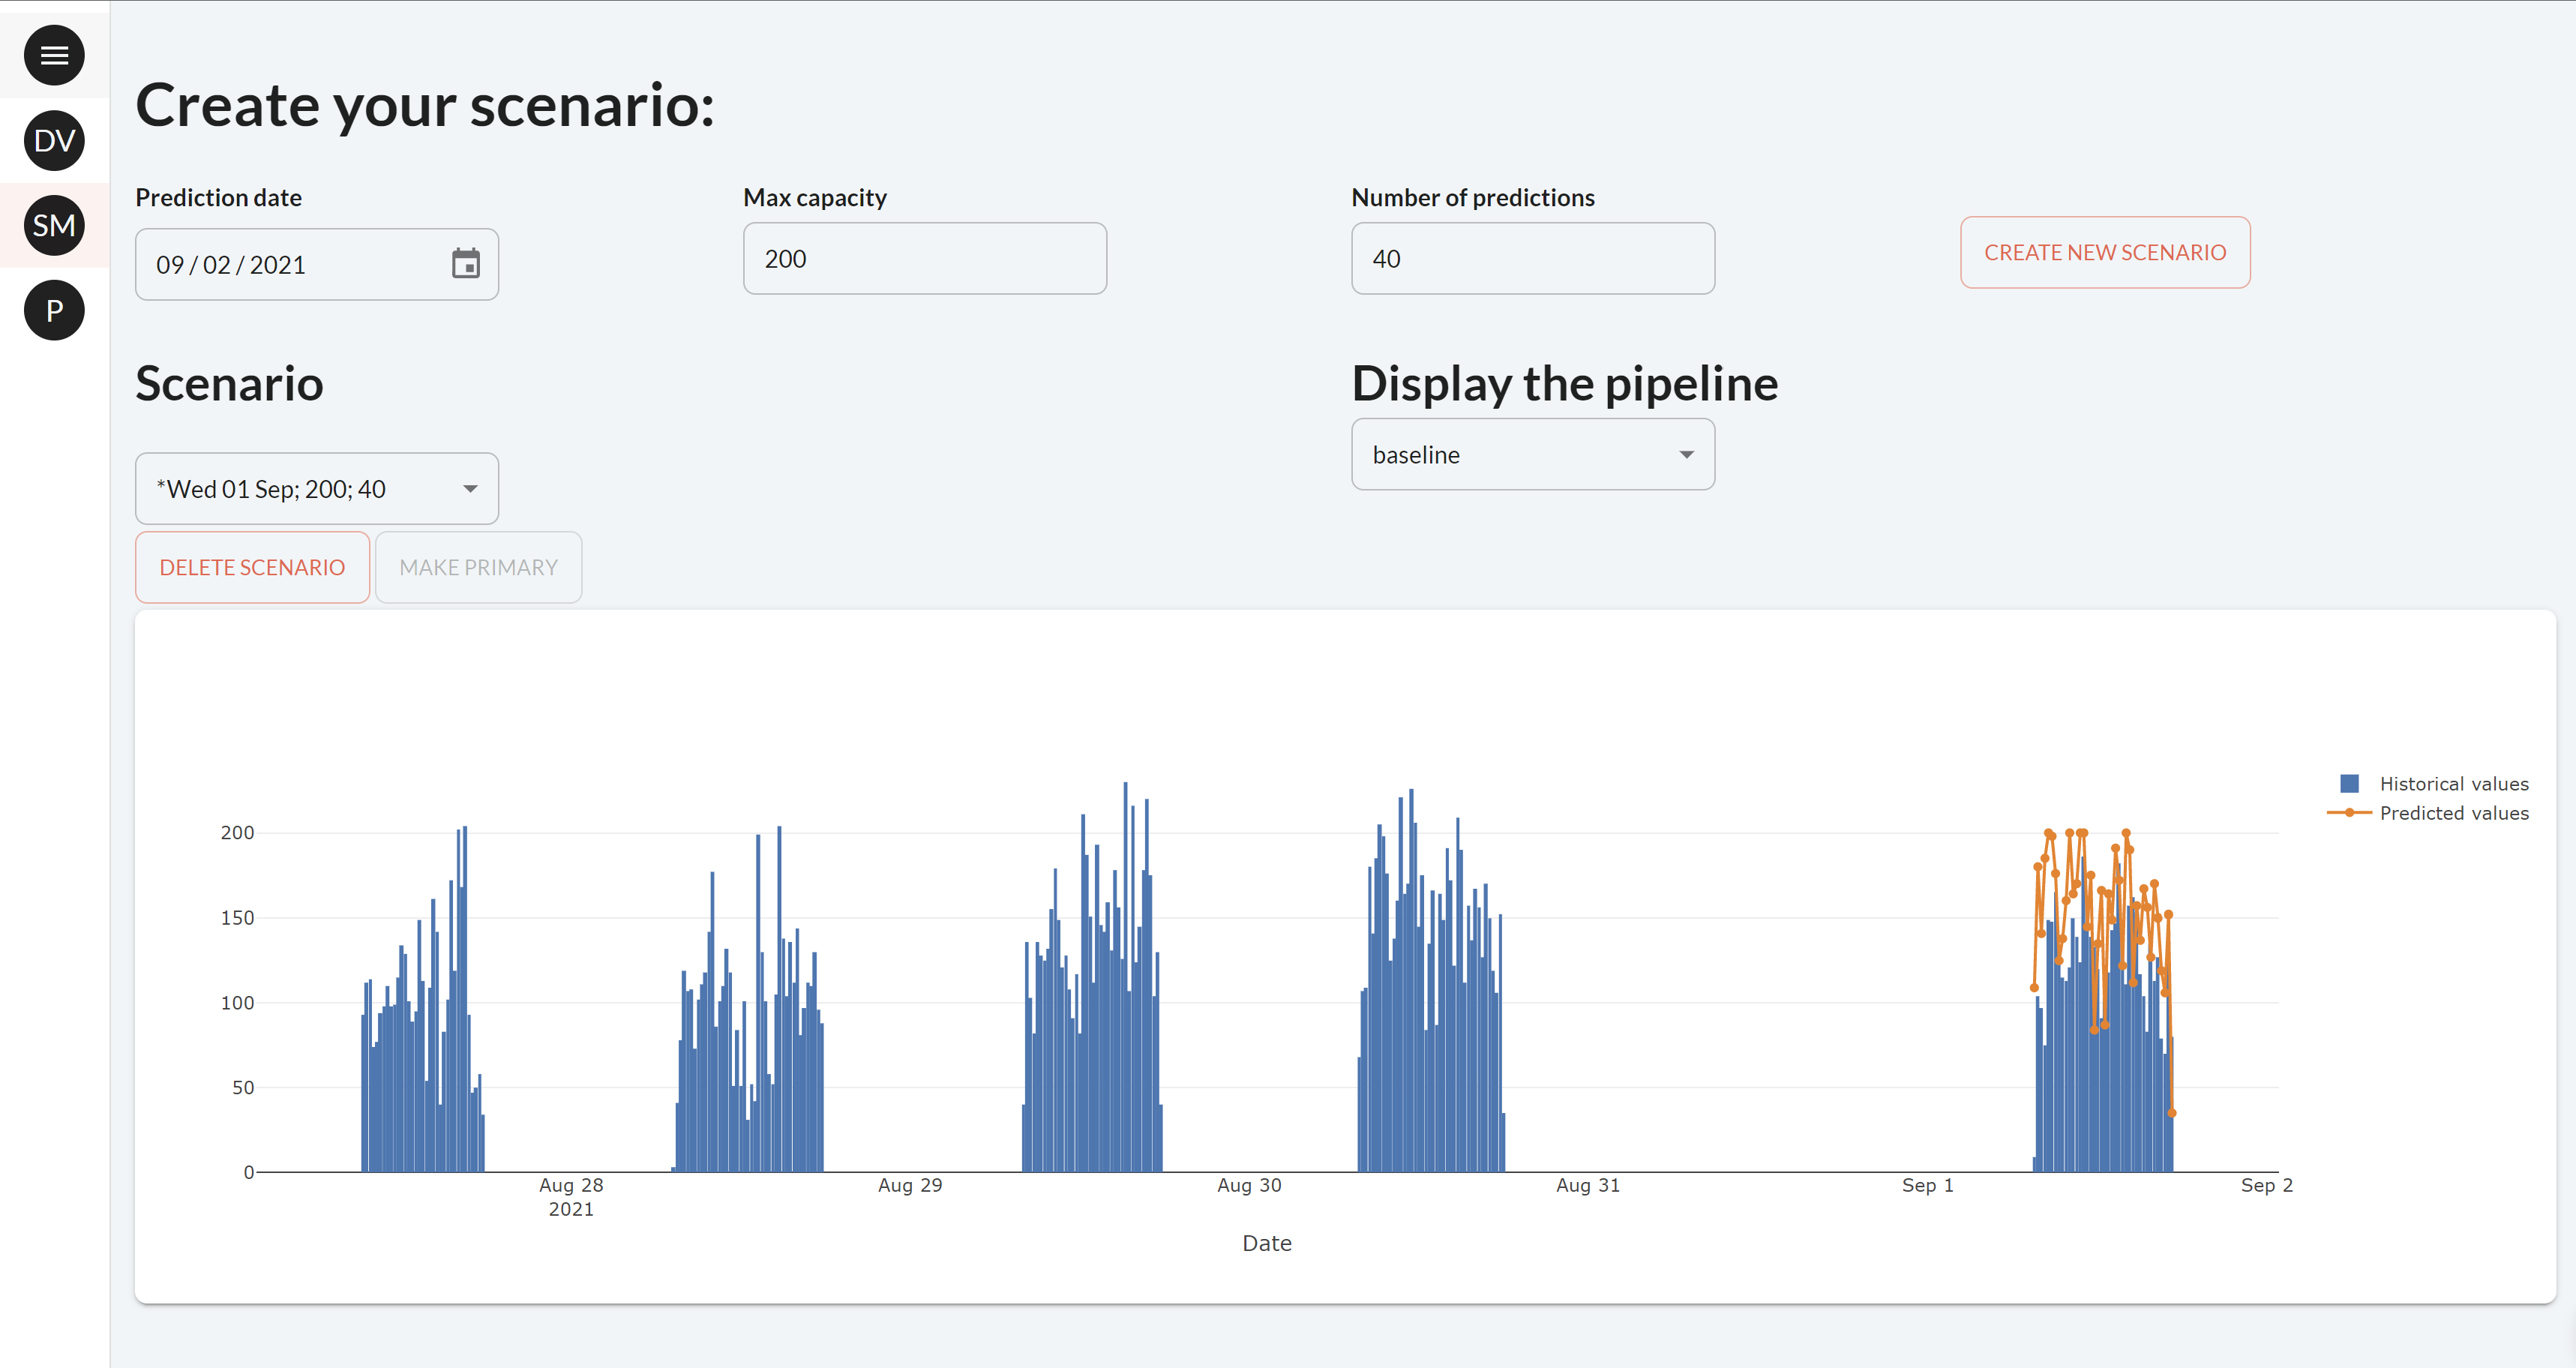 DV
SM
P
Create your scenario:
Prediction date
Max capacity
Number of predictions
09 / 02 / 2021
200
40
CREATE NEW SCENARIO
Scenario
Display the pipeline
*Wed 01 Sep; 200; 40
baseline
DELETE SCENARIO
MAKE PRIMARY
Historical values
Predicted values
200
150
100
50
0
Aug 28
2021
Aug 29
Aug 30
Aug 31
Sep 1
Sep 2
Date